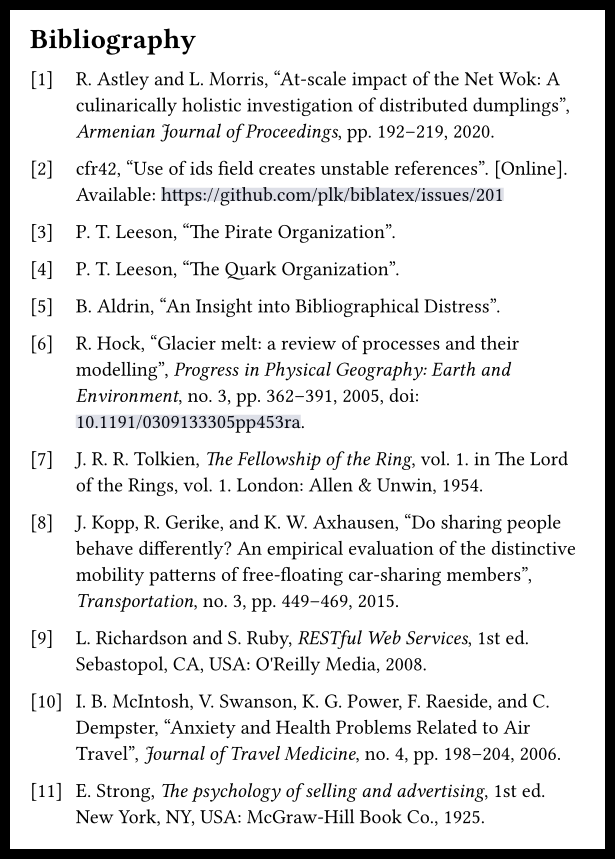 Bibliography
[1] R. Astley and L. Morris, “At-scale impact of the Net Wok: A
culinarically holistic investigation of distributed dumplings”,
Armenian Journal of Proceedings, pp. 192–219, 2020.
[2] cfr42, “Use of ids field creates unstable references”. [Online].
Available: https://github.com/plk/biblatex/issues/201
[3] P. T. Leeson, “The Pirate Organization”.
[4] P. T. Leeson, “The Quark Organization”.
[5] B. Aldrin, “An Insight into Bibliographical Distress”.
[6] R. Hock, “Glacier melt: a review of processes and their
modelling”, Progress in Physical Geography: Earth and
Environment, no. 3, pp. 362–391, 2005, doi:
10.1191/0309133305pp453ra.
[7] J. R. R. Tolkien, The Fellowship of the Ring, vol. 1. in The Lord
of the Rings, vol. 1. London: Allen & Unwin, 1954.
[8] J. Kopp, R. Gerike, and K. W. Axhausen, “Do sharing people
behave differently? An empirical evaluation of the distinctive
mobility patterns of free-floating car-sharing members”,
Transportation, no. 3, pp. 449–469, 2015.
[9] L. Richardson and S. Ruby, RESTful Web Services, 1st ed.
Sebastopol, CA, USA: O'Reilly Media, 2008.
[10] I. B. McIntosh, V. Swanson, K. G. Power, F. Raeside, and C.
Dempster, “Anxiety and Health Problems Related to Air
Travel”, Journal of Travel Medicine, no. 4, pp. 198–204, 2006.
[11] E. Strong, The psychology of selling and advertising, 1st ed.
New York, NY, USA: McGraw-Hill Book Co., 1925.